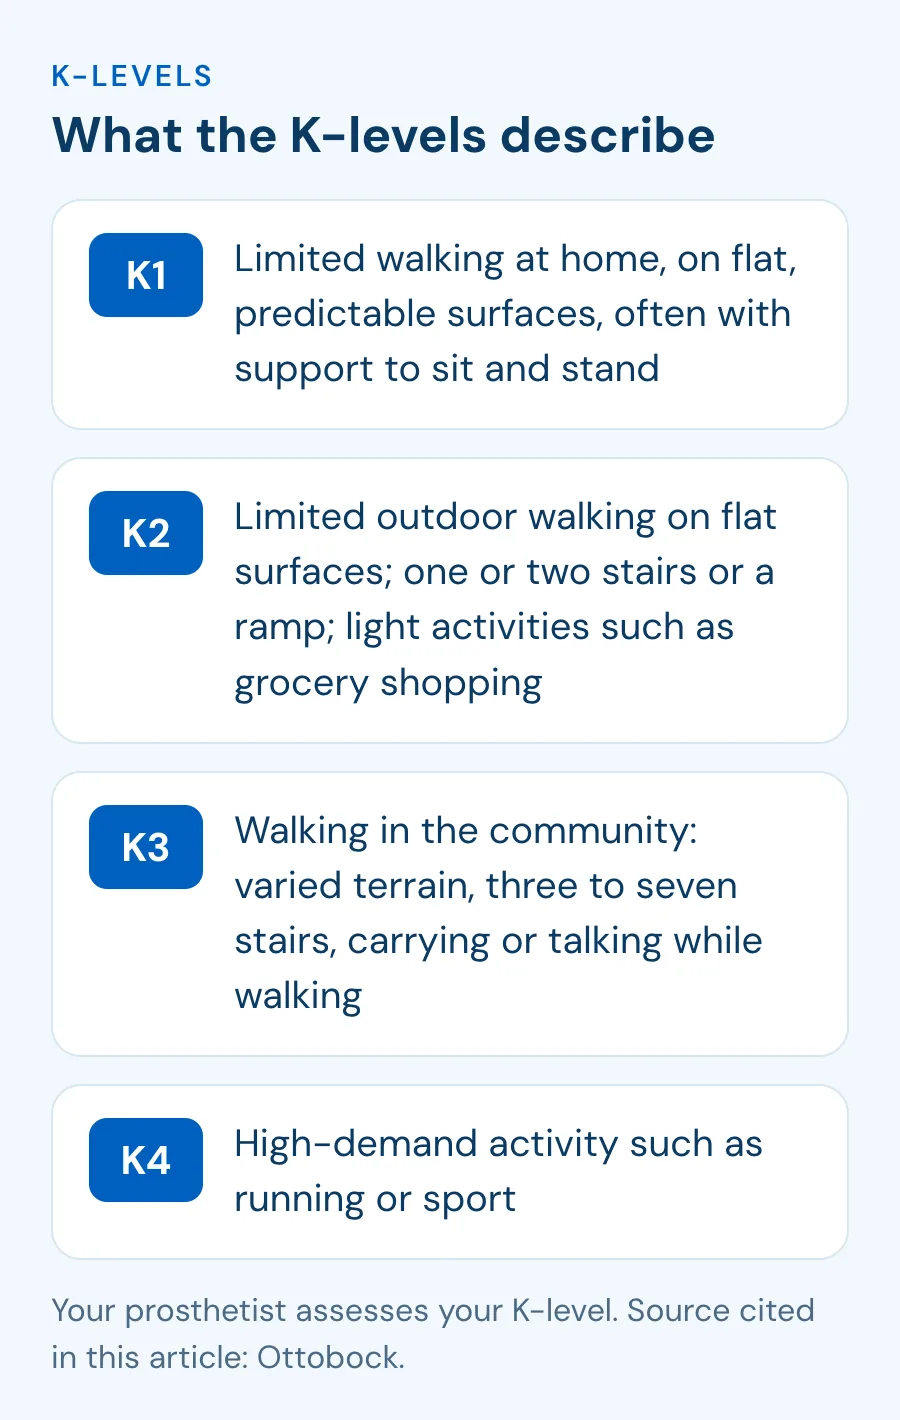 K-LEVELS
What the K-levels describe
K1
Limited walking at home, on flat,
predictable surfaces, often with
support to sit and stand
K2
Limited outdoor walking on flat
surfaces; one or two stairs or a
ramp; light activities such as
grocery shopping
K3
Walking in the community:
varied terrain, three to seven
stairs, carrying or talking while
walking
K4
High-demand activity such as
running or sport
Your prosthetist assesses your K-level. Source cited
in this article: Ottobock.